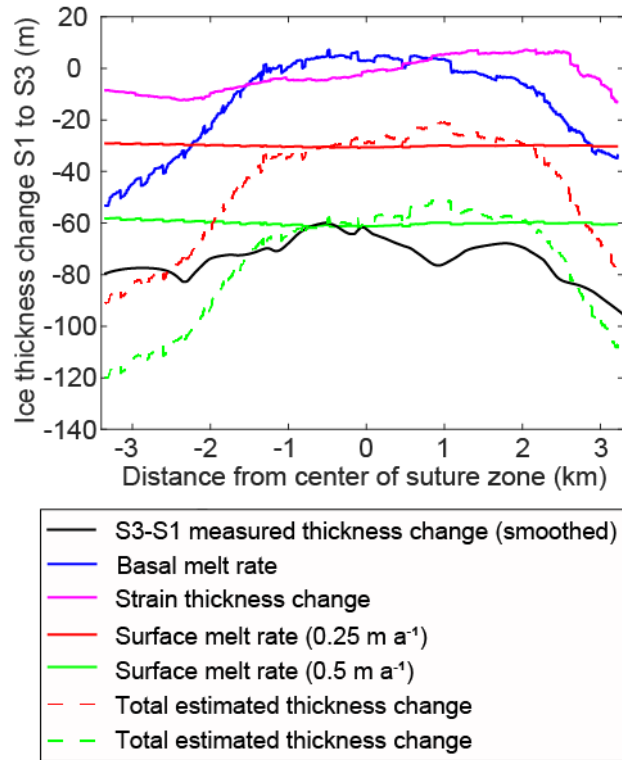 Ice thickness change S1 to S3 (m)
20
0
-20
-40
-60
-80
-100
-120
-140
-3
-2
-1
0
1
2
3
Distance from center of suture zone (km)
S3-S1 measured thickness change (smoothed)
Basal melt rate
Strain thickness change
Surface melt rate (0.25 m a⁻¹)
Surface melt rate (0.5 m a⁻¹)
Total estimated thickness change
Total estimated thickness change